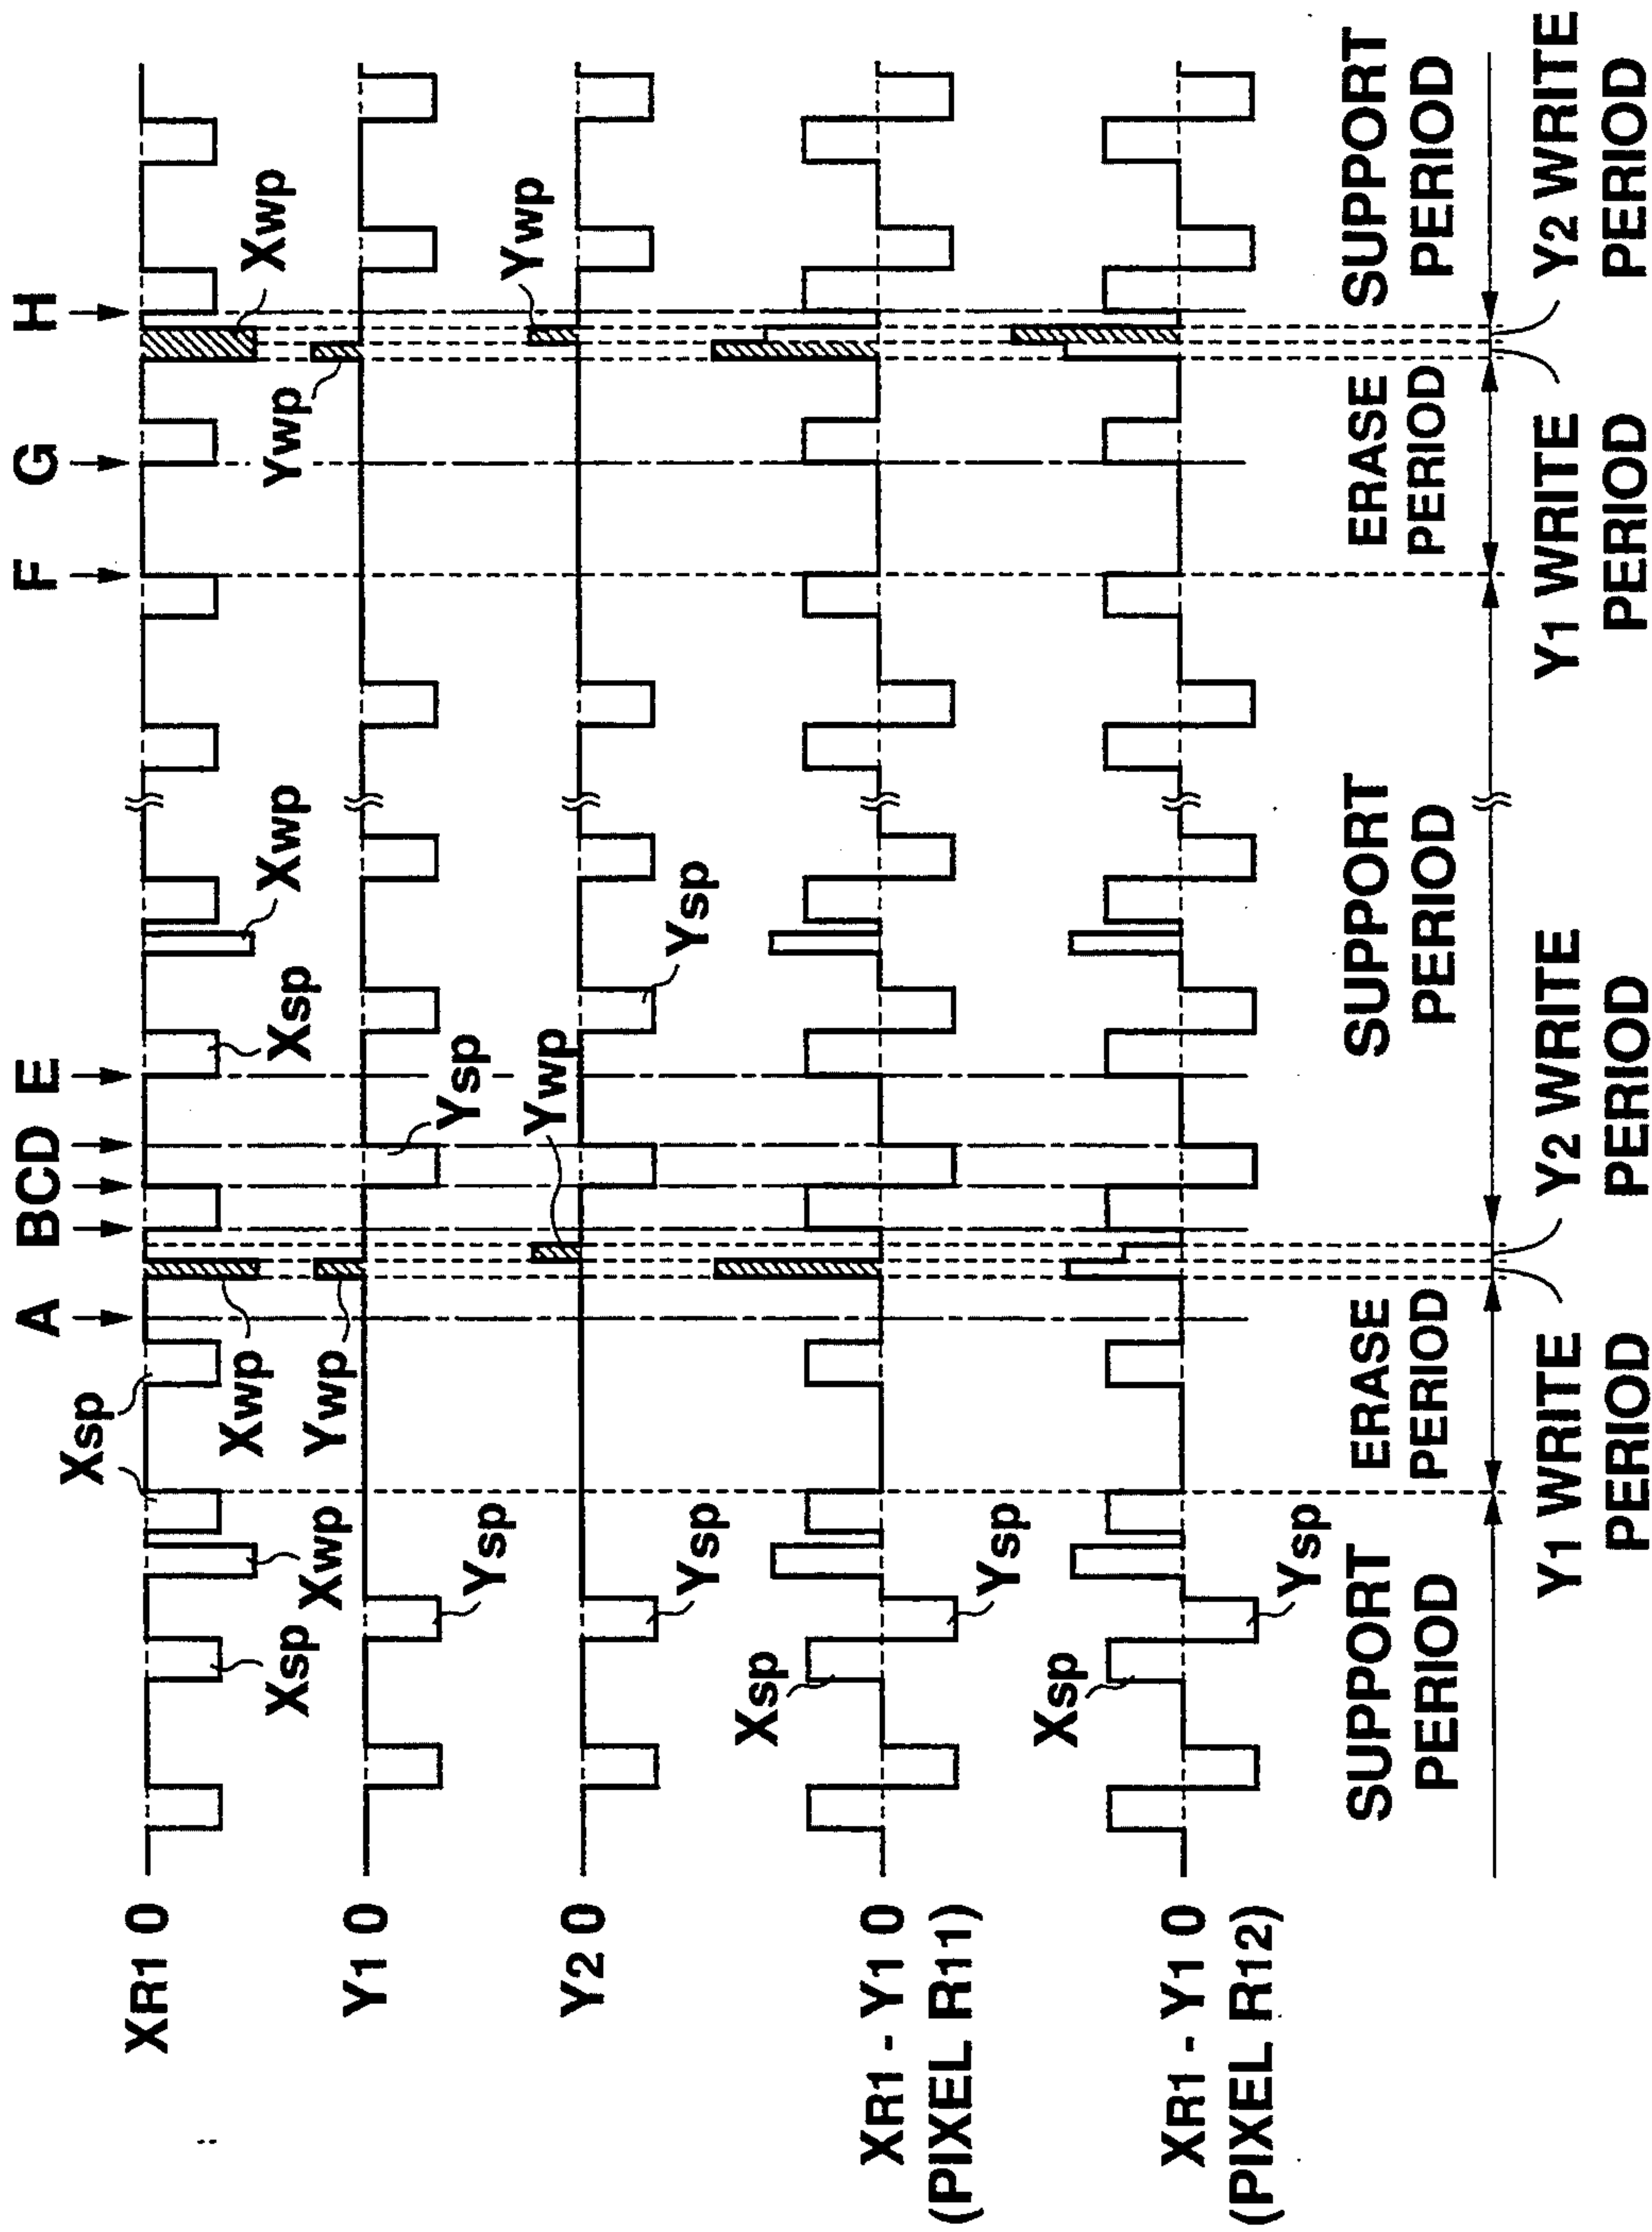 A B C D E F G H
Xsp
XR1 0
Xsp
Xwp
Xwp
Ywp
Xsp
Xwp
Ywp
Xwp
Y1 0
Ysp
Ysp
Ywp
Ywp
Y2 0
Ysp
Ysp
XR1 - Y1 0
(PIXEL R11)
Xsp
Ysp
XR1 - Y1 0
(PIXEL R12)
Xsp
Ysp
SUPPORT
PERIOD
ERASE
PERIOD
SUPPORT
PERIOD
ERASE
PERIOD
SUPPORT
PERIOD
Y1 WRITE
PERIOD
Y2 WRITE
PERIOD
Y1 WRITE
PERIOD
Y2 WRITE
PERIOD